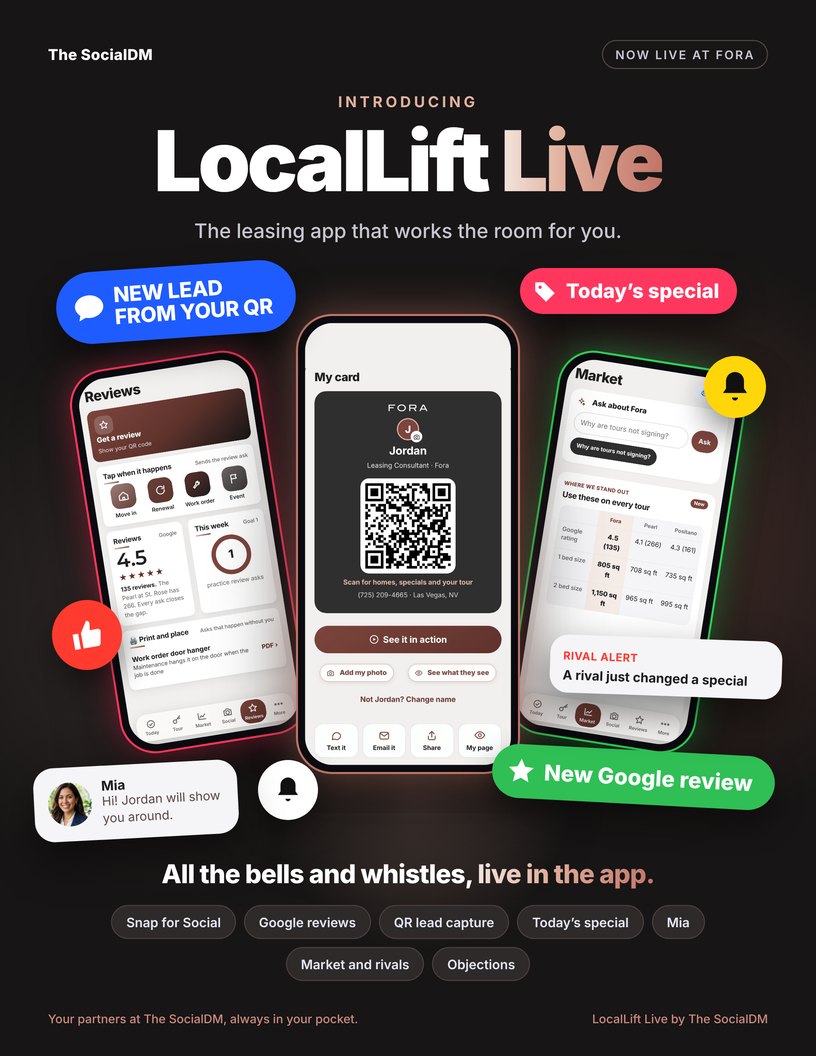 The SocialDM
NOW LIVE AT FORA
INTRODUCING
LocalLift Live
The leasing app that works the room for you.
NEW LEAD
FROM YOUR QR
Today’s special
Reviews
Get a review
Show your QR code
Tap when it happens
Sends the review ask
Move in
Renewal
Work order
Event
Reviews
Google
4.5
★★★★★
135 reviews. The
Pearl at St. Rose has
266. Every ask closes
the gap.
This week
Goal 1
1
practice review asks
Print and place
Asks that happen without you
Work order door hanger
Maintenance hangs it on the door when the
job is done
PDF ›
Today
Tour
Market
Social
Reviews
More
My card
FORA
J
Jordan
Leasing Consultant · Fora
Scan for homes, specials and your tour
(725) 209-4665 · Las Vegas, NV
See it in action
Add my photo
See what they see
Not Jordan? Change name
Text it
Email it
Share
My page
Market
Ask about Fora
Why are tours not signing?
Ask
Why are tours not signing?
WHERE WE STAND OUT
Use these on every tour
New
Fora
Pearl
Positano
Google
rating
4.5
(135)
4.1 (266)
4.3 (161)
1 bed size
805 sq
ft
708 sq
ft
735 sq
ft
2 bed size
1,150 sq
ft
965 sq ft
995 sq ft
RIVAL ALERT
A rival just changed a special
Today
Tour
Market
Social
Reviews
More
New Google review
Mia
Hi! Jordan will show
you around.
All the bells and whistles, live in the app.
Snap for Social
Google reviews
QR lead capture
Today’s special
Mia
Market and rivals
Objections
Your partners at The SocialDM, always in your pocket.
LocalLift Live by The SocialDM